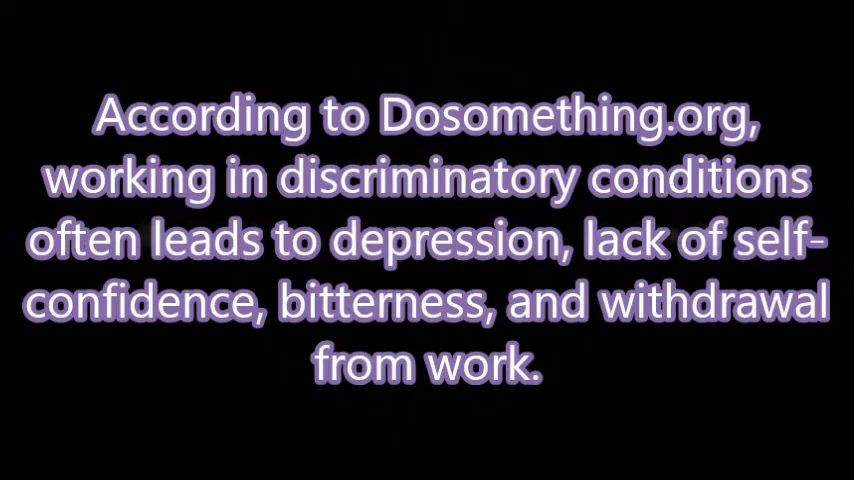 According to Dosomething.org,
working in discriminatory conditions
often leads to depression, lack of self-
confidence, bitterness, and withdrawal
from work.